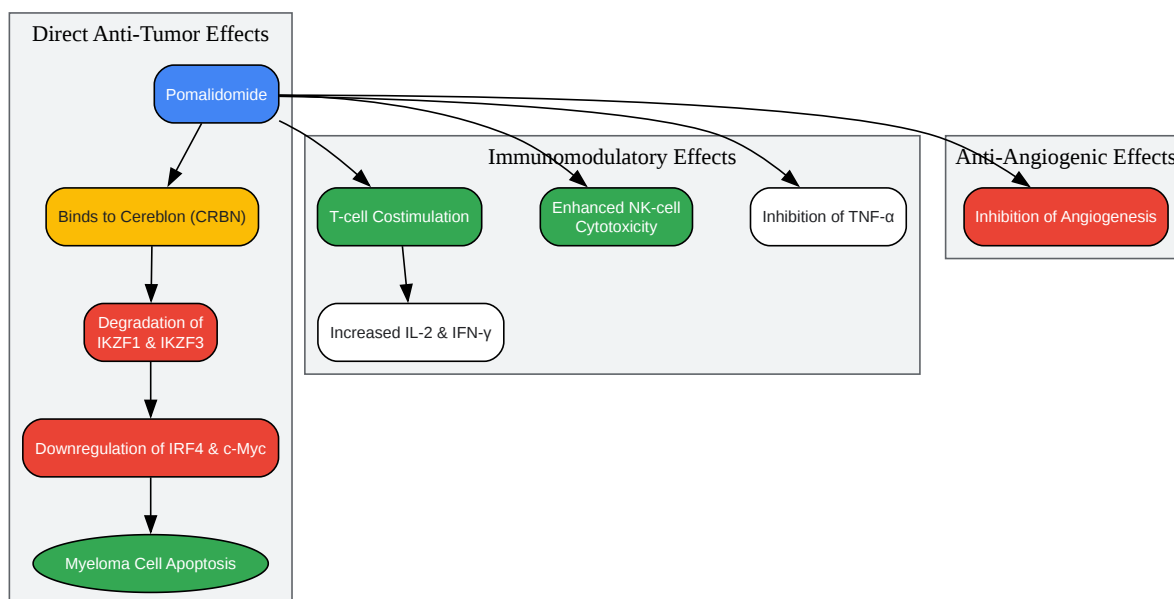 Direct Anti-Tumor Effects
Pomalidomide
Immunomodulatory Effects
Anti-Angiogenic Effects
Binds to Cereblon (CRBN)
T-cell Costimulation
Enhanced NK-cell
Cytotoxicity
Inhibition of TNF-α
Inhibition of Angiogenesis
Degradation of
IKZF1 & IKZF3
Increased IL-2 & IFN-γ
Downregulation of IRF4 & c-Myc
Myeloma Cell Apoptosis